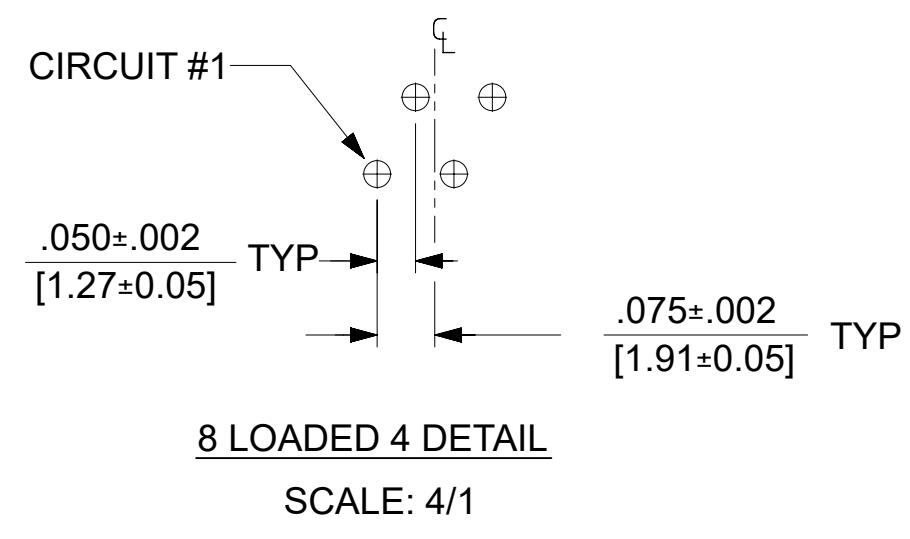 ℄
CIRCUIT #1
.050±.002
[1.27±0.05]
TYP
.075±.002
[1.91±0.05]
TYP
8 LOADED 4 DETAIL
SCALE: 4/1